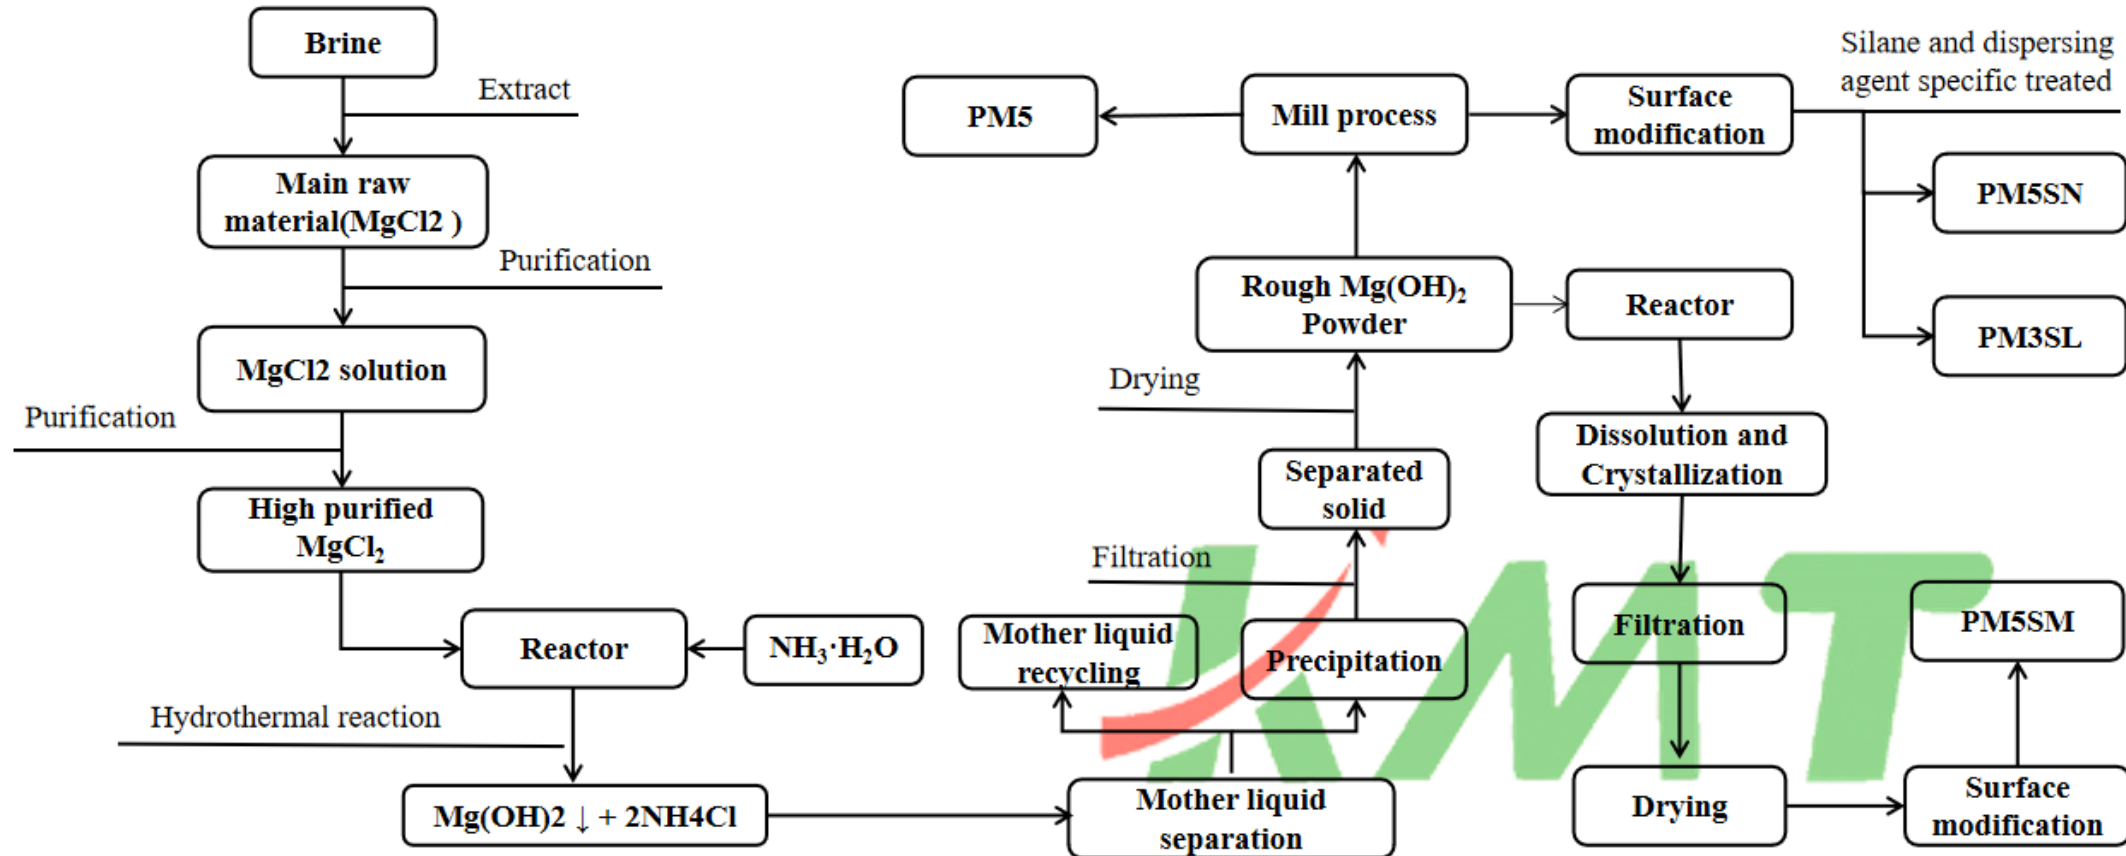 Brine
Extract
Main raw
material(MgCl2 )
Purification
MgCl2 solution
Purification
High purified
MgCl₂
Reactor
NH₃·H₂O
Hydrothermal reaction
Mg(OH)2 ↓ + 2NH4Cl
Mother liquid
separation
Mother liquid
recycling
Precipitation
Filtration
Separated
solid
Drying
Rough Mg(OH)₂
Powder
Mill process
PM5
Surface
modification
Silane and dispersing
agent specific treated
PM5SN
PM3SL
Reactor
Dissolution and
Crystallization
Filtration
Drying
Surface
modification
PM5SM
KMT